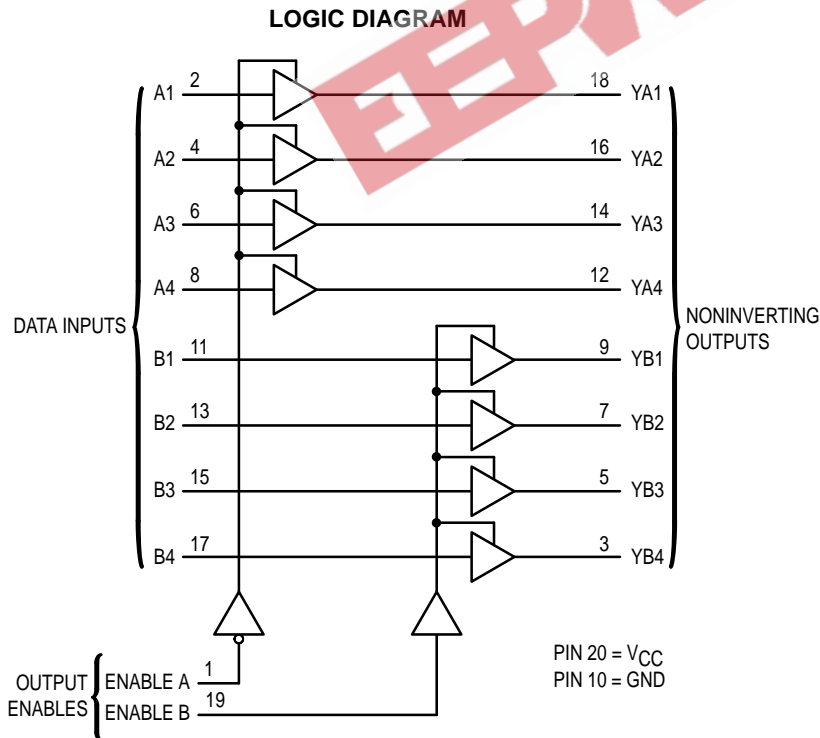 LOGIC DIAGRAM
EEPW
A1 2 18 YA1
A2 4 16 YA2
A3 6 14 YA3
A4 8 12 YA4
DATA INPUTS
NONINVERTING
OUTPUTS
B1 11 9 YB1
B2 13 7 YB2
B3 15 5 YB3
B4 17 3 YB4
OUTPUT
ENABLES
ENABLE A 1
ENABLE B 19
PIN 20 = VCC
PIN 10 = GND